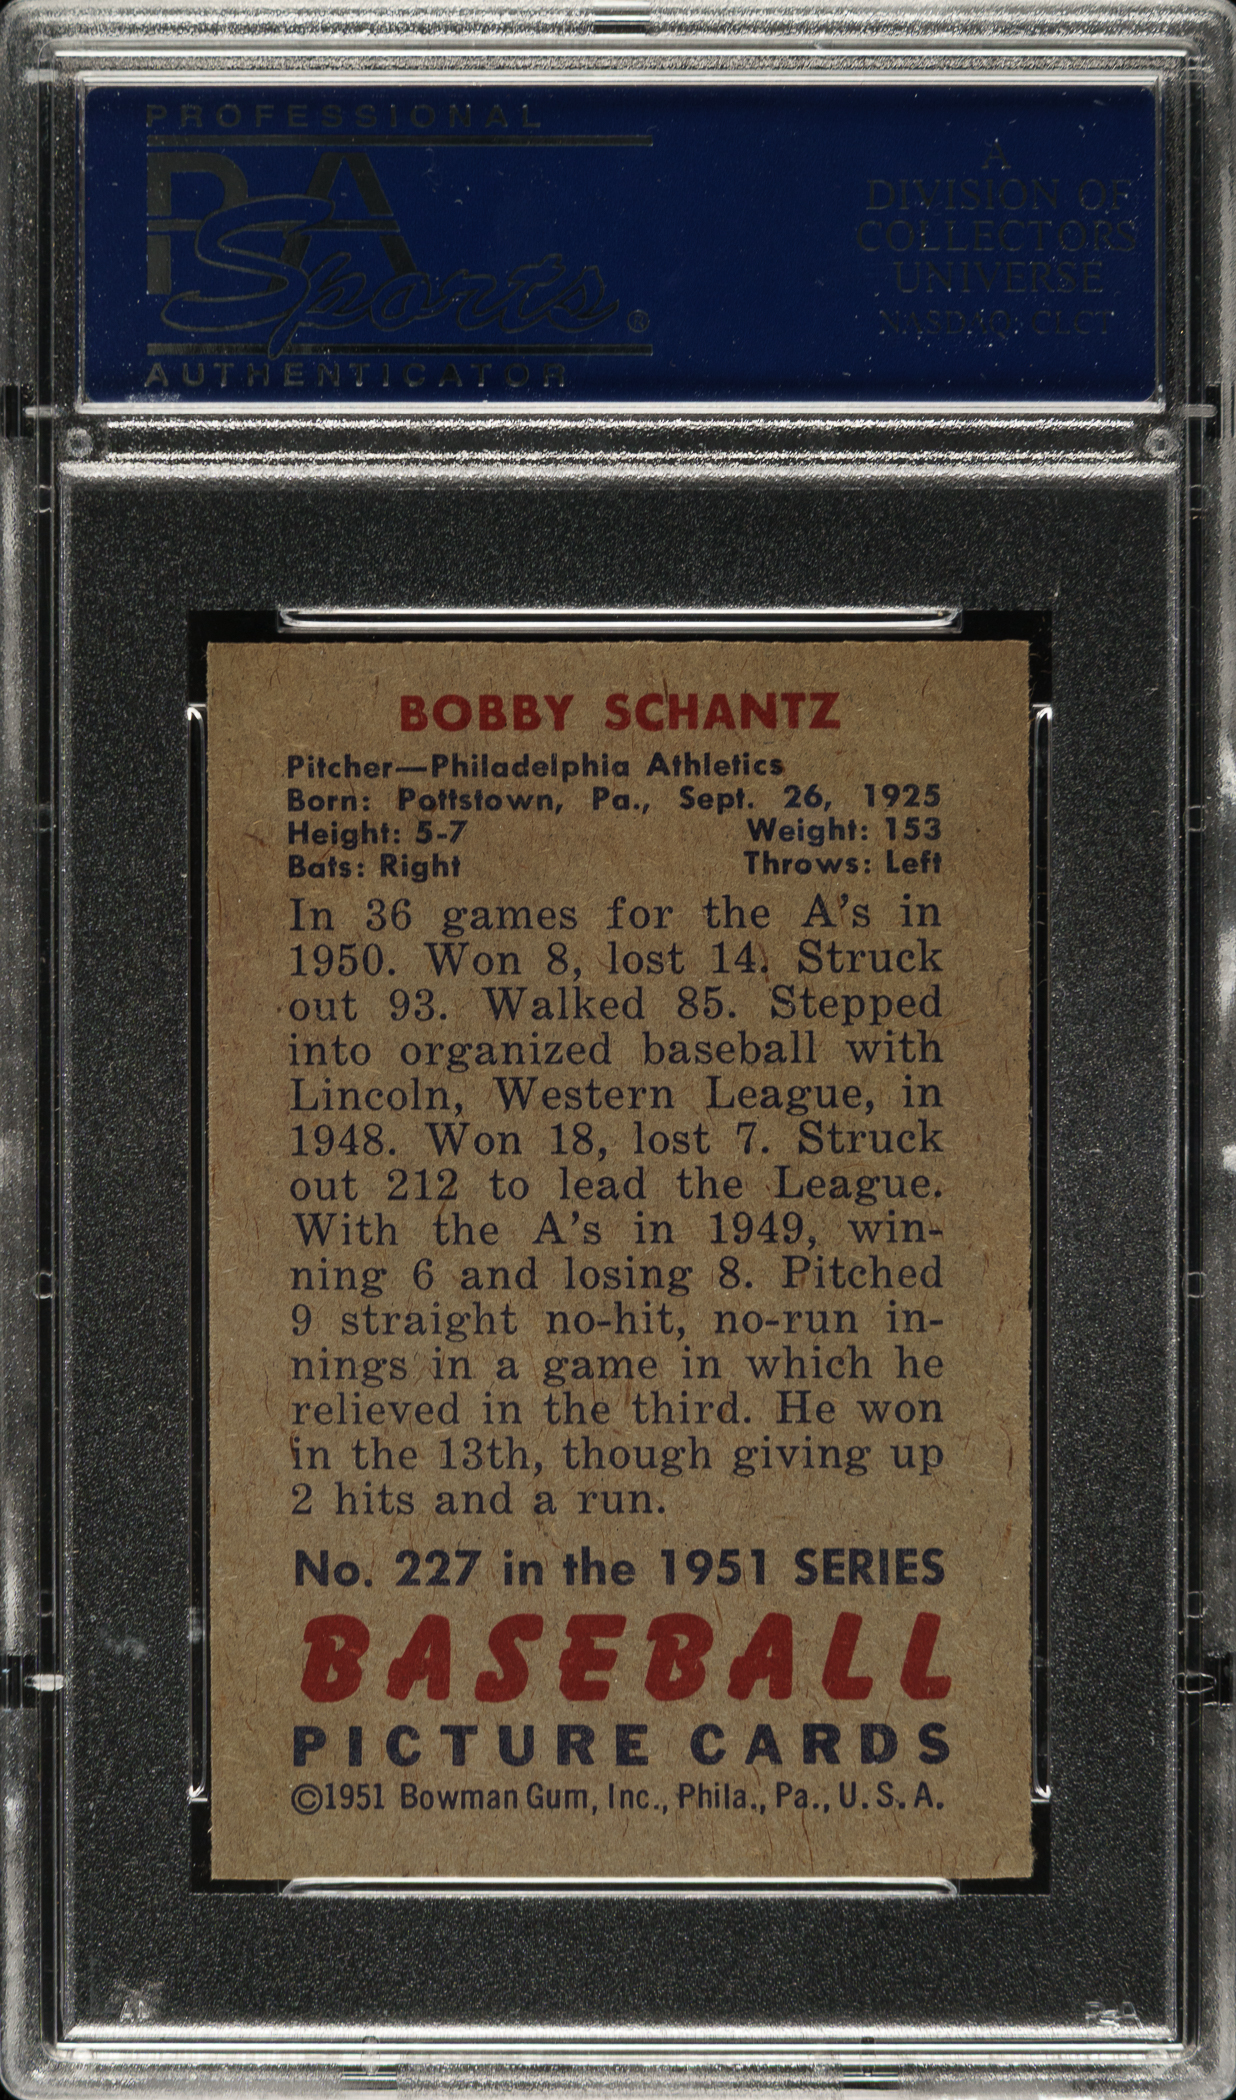 PROFESSIONAL
PSA
Sports®
AUTHENTICATOR
A
DIVISION OF
COLLECTORS
UNIVERSE
NASDAQ: CLCT
BOBBY SCHANTZ
Pitcher—Philadelphia Athletics
Born: Pottstown, Pa., Sept. 26, 1925
Height: 5-7 Weight: 153
Bats: Right Throws: Left
In 36 games for the A's in
1950. Won 8, lost 14. Struck
out 93. Walked 85. Stepped
into organized baseball with
Lincoln, Western League, in
1948. Won 18, lost 7. Struck
out 212 to lead the League.
With the A's in 1949, win-
ning 6 and losing 8. Pitched
9 straight no-hit, no-run in-
nings in a game in which he
relieved in the third. He won
in the 13th, though giving up
2 hits and a run.
No. 227 in the 1951 SERIES
BASEBALL
PICTURE CARDS
©1951 Bowman Gum, Inc., Phila., Pa., U.S.A.
PSA